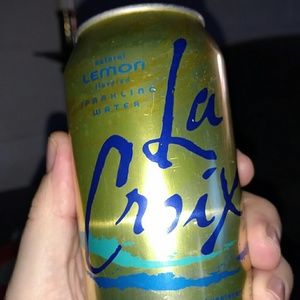 natural
LEMON
flavored
SPARKLING
WATER
La
Croix